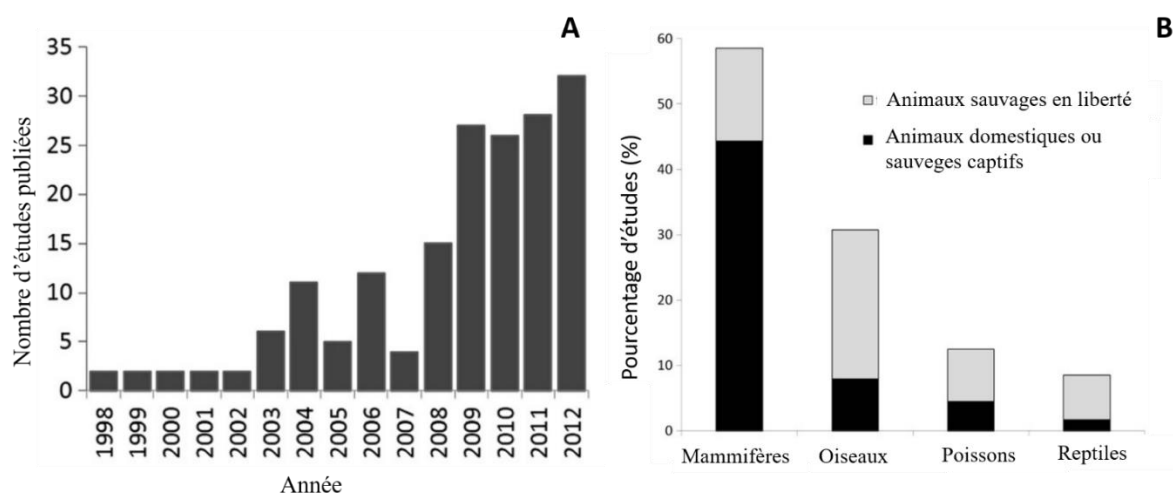 A
Nombre d'études publiées
35
30
25
20
15
10
5
0
1998
1999
2000
2001
2002
2003
2004
2005
2006
2007
2008
2009
2010
2011
2012
Année
B
Pourcentage d'études (%)
60
50
40
30
20
10
0
Animaux sauvages en liberté
Animaux domestiques ou
sauveges captifs
Mammifères
Oiseaux
Poissons
Reptiles